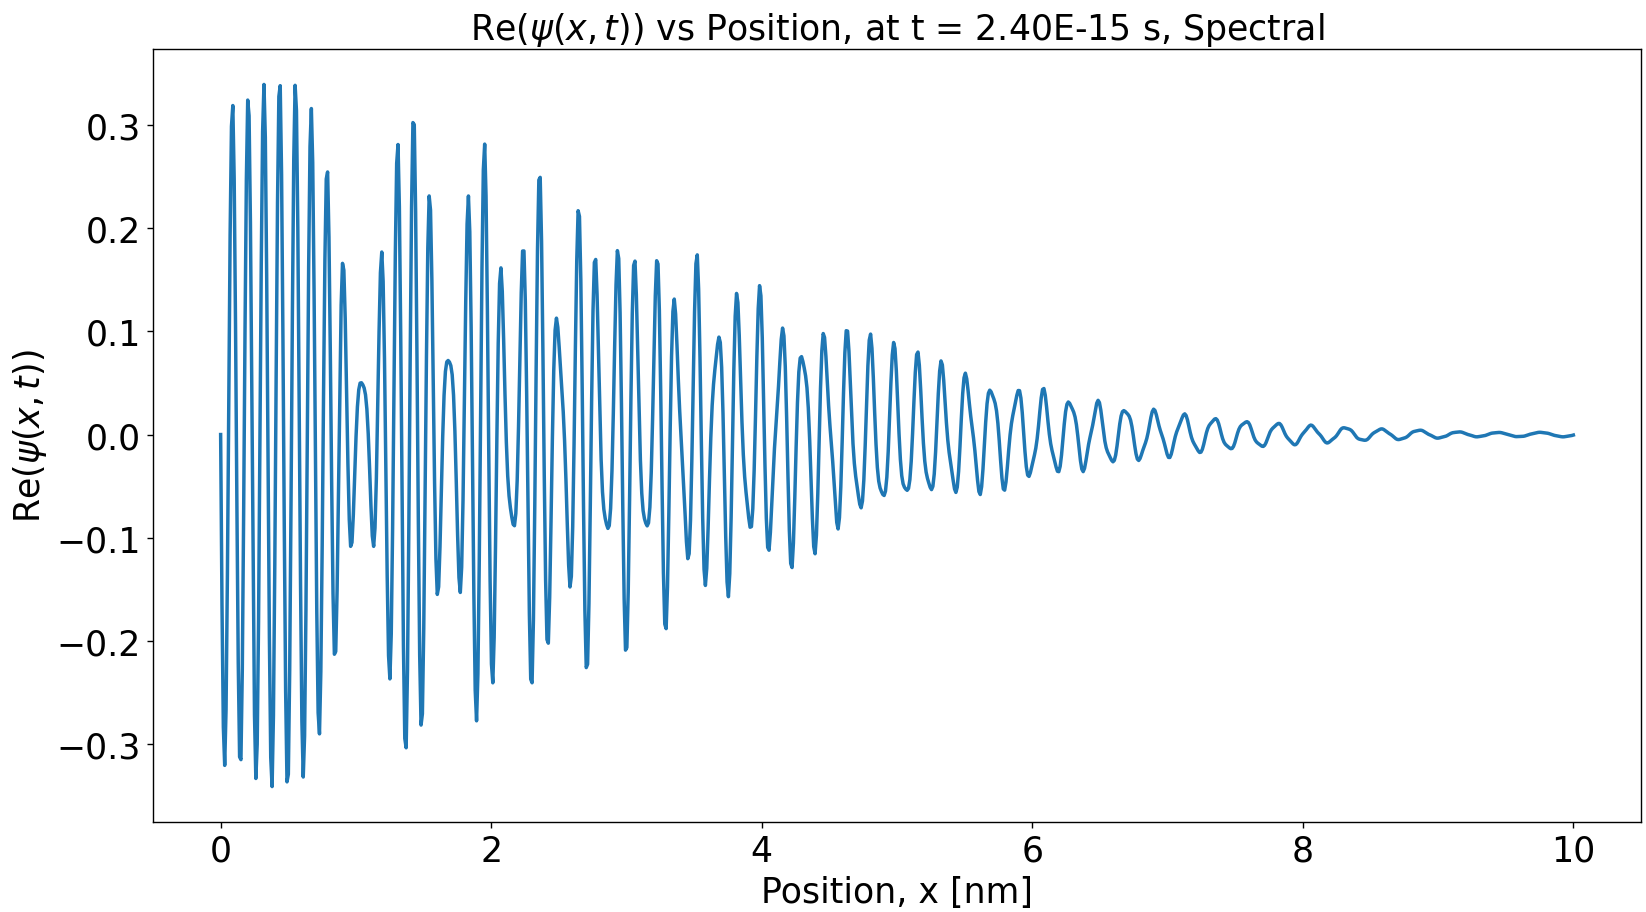 Re(ψ(x, t)) vs Position, at t = 2.40E-15 s, Spectral
Re(ψ(x, t))
0.3
0.2
0.1
0.0
−0.1
−0.2
−0.3
0 2 4 6 8 10
Position, x [nm]